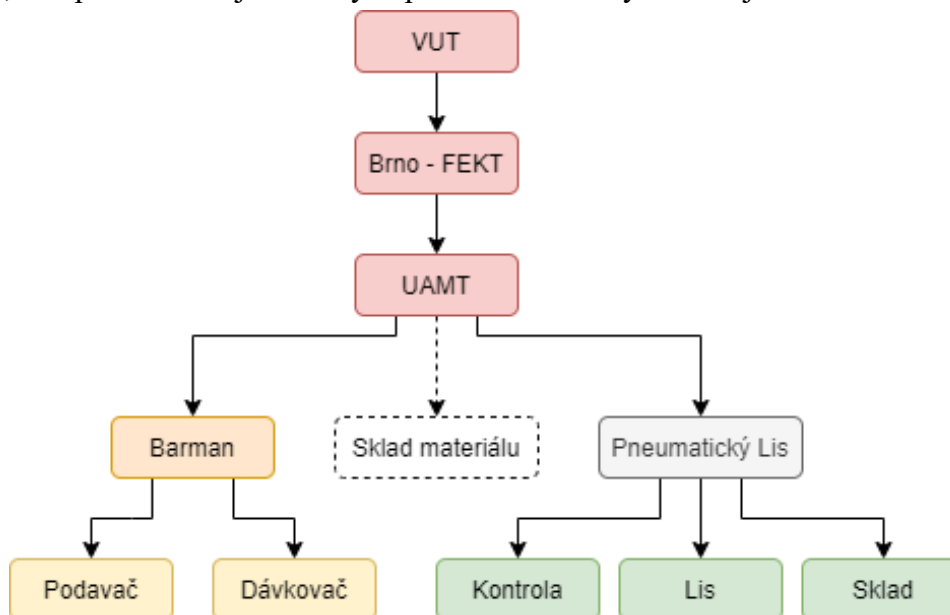 VUT
Brno - FEKT
UAMT
Barman
Sklad materiálu
Pneumatický Lis
Podavač
Dávkovač
Kontrola
Lis
Sklad